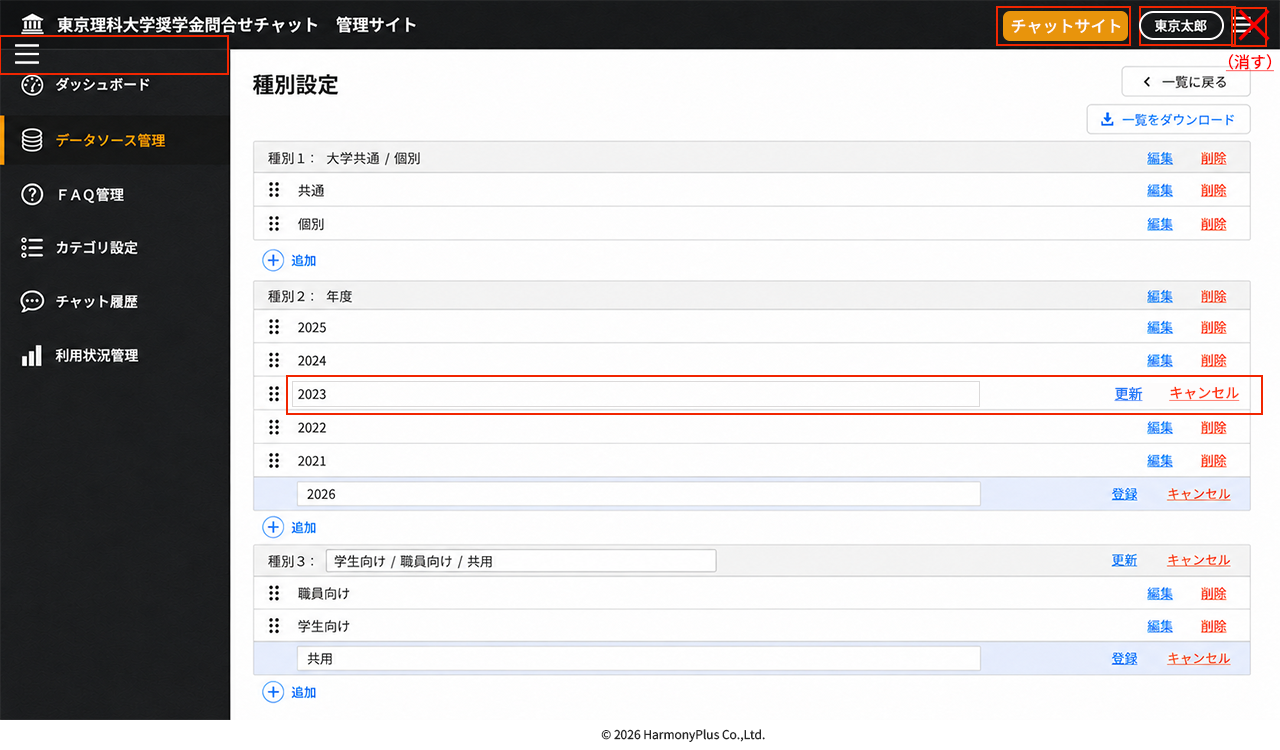 東京理科大学奨学金問合せチャット　管理サイト
チャットサイト
東京太郎
(消す)
ダッシュボード
データソース管理
ＦＡＱ管理
カテゴリ設定
チャット履歴
利用状況管理
種別設定
一覧に戻る
一覧をダウンロード
種別１：　大学共通 / 個別　編集　削除
共通　編集　削除
個別　編集　削除
追加
種別２：　年度　編集　削除
2025　編集　削除
2024　編集　削除
2023　更新　キャンセル
2022　編集　削除
2021　編集　削除
2026　登録　キャンセル
追加
種別３：　学生向け / 職員向け / 共用　更新　キャンセル
職員向け　編集　削除
学生向け　編集　削除
共用　登録　キャンセル
追加
© 2026 HarmonyPlus Co.,Ltd.